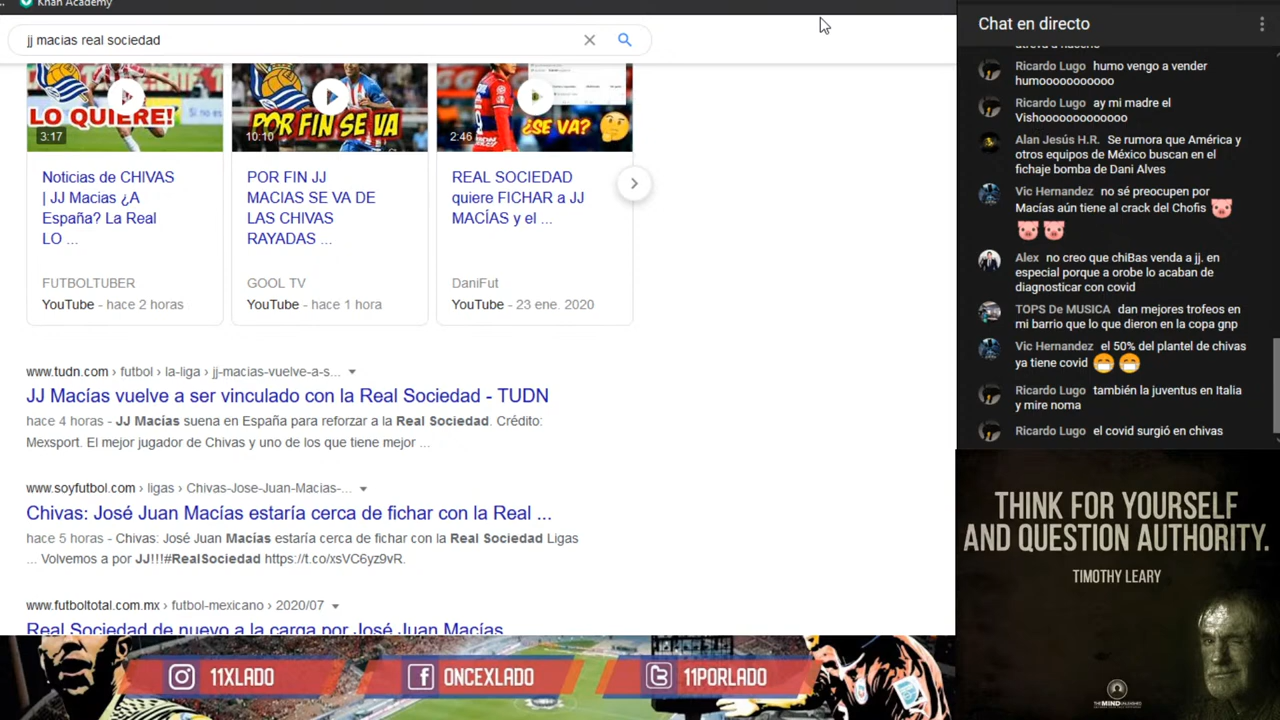 Khan Academy
jj macias real sociedad
LO QUIERE!
3:17
POR FIN SE VA
10:10
¿SE VA?
2:46
Noticias de CHIVAS
| JJ Macias ¿A
España? La Real
LO ...
FUTBOLTUBER
YouTube - hace 2 horas
POR FIN JJ
MACIAS SE VA DE
LAS CHIVAS
RAYADAS ...
GOOL TV
YouTube - hace 1 hora
REAL SOCIEDAD
quiere FICHAR a JJ
MACÍAS y el ...
DaniFut
YouTube - 23 ene. 2020
www.tudn.com › futbol › la-liga › jj-macias-vuelve-a-s...
JJ Macías vuelve a ser vinculado con la Real Sociedad - TUDN
hace 4 horas - JJ Macías suena en España para reforzar a la Real Sociedad. Crédito:
Mexsport. El mejor jugador de Chivas y uno de los que tiene mejor ...
www.soyfutbol.com › ligas › Chivas-Jose-Juan-Macias-...
Chivas: José Juan Macías estaría cerca de fichar con la Real ...
hace 5 horas - Chivas: José Juan Macías estaría cerca de fichar con la Real Sociedad Ligas
... Volvemos a por JJ!!!#RealSociedad https://t.co/xsVC6yz9vR.
www.futboltotal.com.mx › futbol-mexicano › 2020/07
Real Sociedad de nuevo a la carga por José Juan Macías
11XLADO
ONCEXLADO
11PORLADO
Chat en directo
Ricardo Lugo humo vengo a vender
humooooooooooo
Ricardo Lugo ay mi madre el
Vishooooooooooooo
Alan Jesús H.R. Se rumora que América y
otros equipos de México buscan en el
fichaje bomba de Dani Alves
Vic Hernandez no sé preocupen por
Macías aún tiene al crack del Chofis 🐷
🐷🐷
Alex no creo que chiBas venda a jj. en
especial porque a orobe lo acaban de
diagnosticar con covid
TOPS De MUSICA dan mejores trofeos en
mi barrio que lo que dieron en la copa gnp
Vic Hernandez el 50% del plantel de chivas
ya tiene covid 😷😷
Ricardo Lugo también la juventus en Italia
y mire noma
Ricardo Lugo el covid surgió en chivas
THINK FOR YOURSELF
AND QUESTION AUTHORITY.
TIMOTHY LEARY
THEMINDUNLEASHED